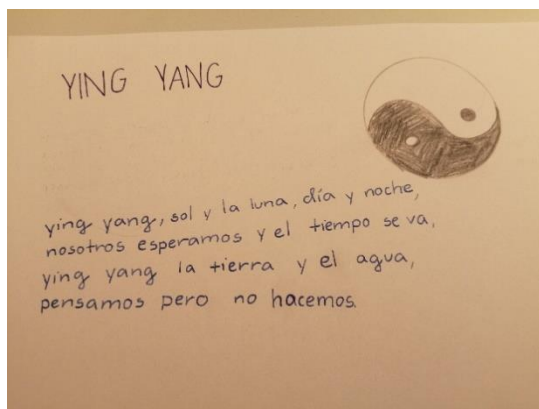 YING YANG
ying yang, sol y la luna, día y noche,
nosotros esperamos y el tiempo se va,
ying yang la tierra y el agua,
pensamos pero no hacemos.